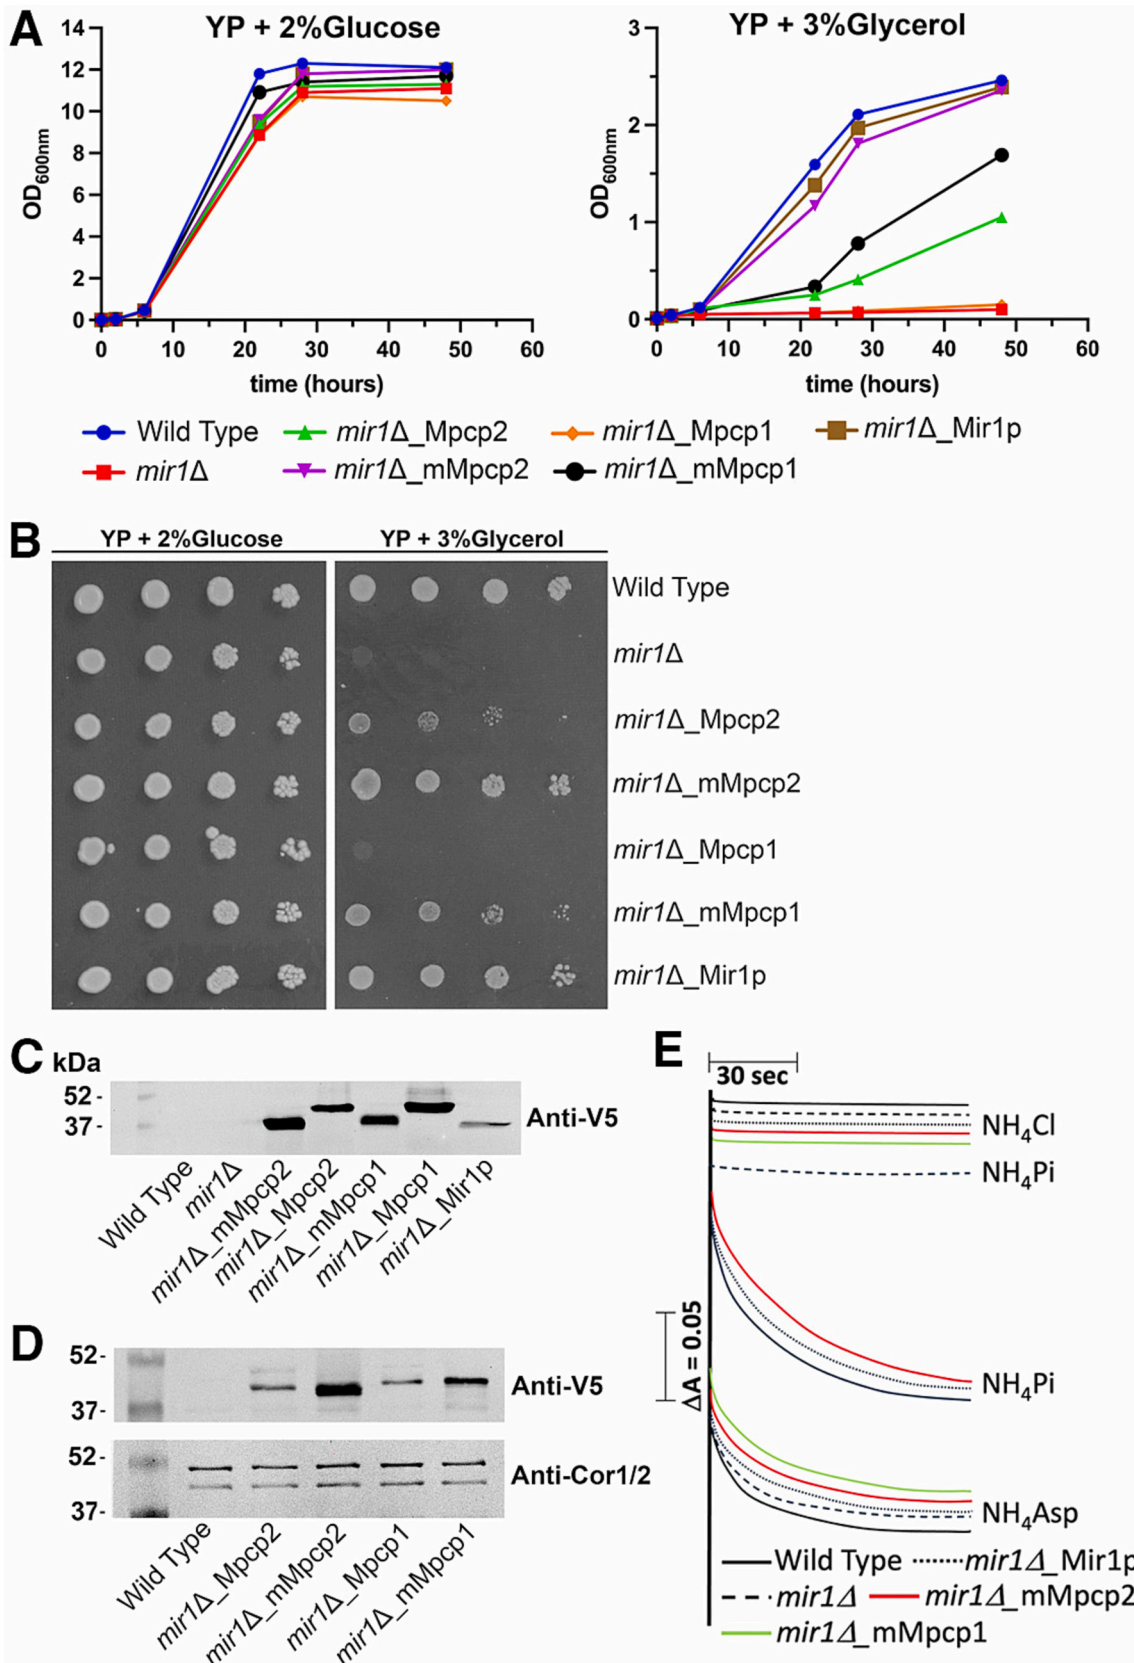 A
YP + 2%Glucose
YP + 3%Glycerol
14
12
10
8
6
4
2
0
OD600nm
0 10 20 30 40 50 60
time (hours)
3
2
1
0
OD600nm
0 10 20 30 40 50 60
time (hours)
Wild Type
mir1Δ_Mpcp2
mir1Δ_Mpcp1
mir1Δ_Mir1p
mir1Δ
mir1Δ_mMpcp2
mir1Δ_mMpcp1
B
YP + 2%Glucose
YP + 3%Glycerol
Wild Type
mir1Δ
mir1Δ_Mpcp2
mir1Δ_mMpcp2
mir1Δ_Mpcp1
mir1Δ_mMpcp1
mir1Δ_Mir1p
C
kDa
52 -
37 -
Anti-V5
Wild Type
mir1Δ
mir1Δ_mMpcp2
mir1Δ_Mpcp2
mir1Δ_mMpcp1
mir1Δ_Mpcp1
mir1Δ_Mir1p
D
52 -
37-
Anti-V5
52 -
37-
Anti-Cor1/2
Wild Type
mir1Δ_Mpcp2
mir1Δ_mMpcp2
mir1Δ_Mpcp1
mir1Δ_mMpcp1
E
30 sec
NH4Cl
NH4Pi
ΔA = 0.05
NH4Pi
NH4Asp
Wild Type
mir1Δ_Mir1p
mir1Δ
mir1Δ_mMpcp2
mir1Δ_mMpcp1